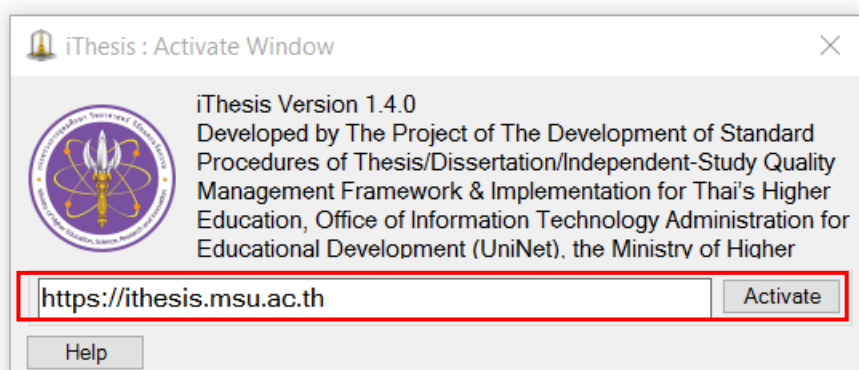 iThesis : Activate Window
iThesis Version 1.4.0
Developed by The Project of The Development of Standard
Procedures of Thesis/Dissertation/Independent-Study Quality
Management Framework & Implementation for Thai's Higher
Education, Office of Information Technology Administration for
Educational Development (UniNet), the Ministry of Higher
https://ithesis.msu.ac.th
Activate
Help